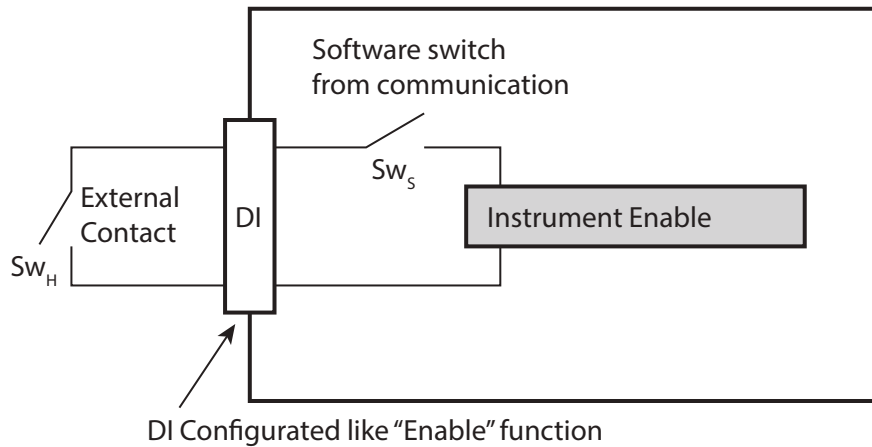 Software switch
from communication
Sw_S
External
Contact
DI
Instrument Enable
Sw_H
DI Configurated like “Enable” function